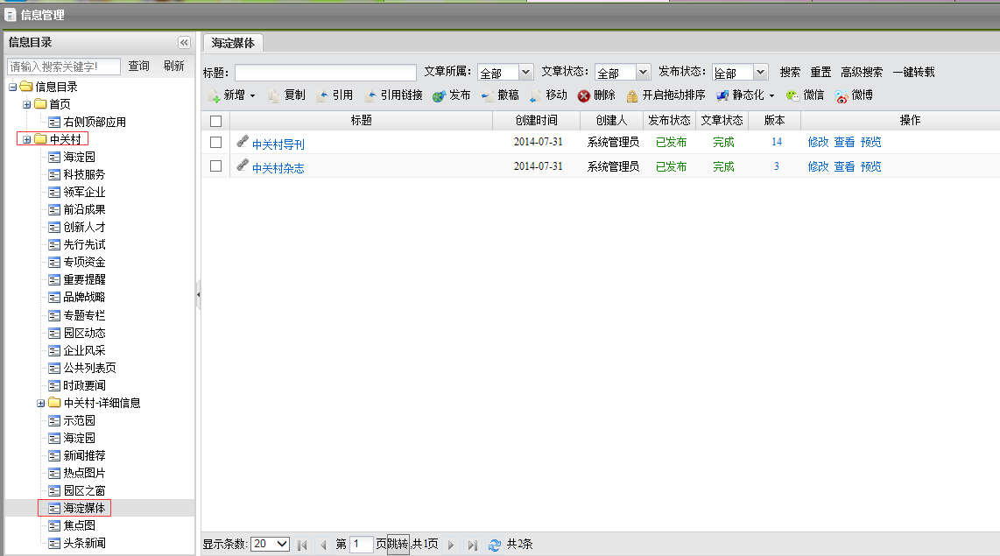 信息管理
信息目录
请输入搜索关键字! 查询 刷新
信息目录
首页
右侧顶部应用
中关村
海淀园
科技服务
领军企业
前沿成果
创新人才
先行先试
专项资金
重要提醒
品牌战略
专题专栏
园区动态
企业风采
公共列表页
时政要闻
中关村-详细信息
示范园
海淀园
新闻推荐
热点图片
园区之窗
海淀媒体
焦点图
头条新闻
海淀媒体
标题: 文章所属: 全部 文章状态: 全部 发布状态: 全部 搜索 重置 高级搜索 一键转载
新增 复制 引用 引用链接 发布 撤稿 移动 删除 开启拖动排序 静态化 微信 微博
标题 创建时间 创建人 发布状态 文章状态 版本 操作
中关村导刊 2014-07-31 系统管理员 已发布 完成 14 修改 查看 预览
中关村杂志 2014-07-31 系统管理员 已发布 完成 3 修改 查看 预览
显示条数: 20 第 1 页跳转,共1页 共2条